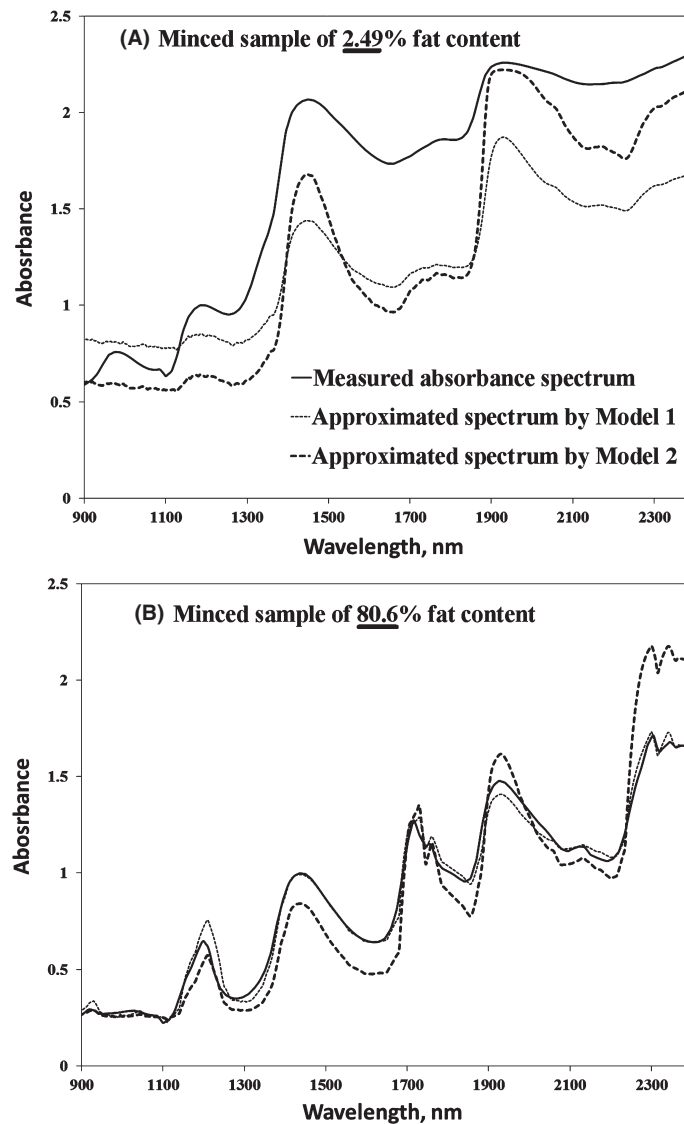 2.5
(A) Minced sample of 2.49% fat content
2
1.5
1
0.5
0
Abosrbance
Measured absorbance spectrum
Approximated spectrum by Model 1
Approximated spectrum by Model 2
900 1100 1300 1500 1700 1900 2100 2300
Wavelength, nm
2.5
(B) Minced sample of 80.6% fat content
2
1.5
1
0.5
0
Abosrbance
900 1100 1300 1500 1700 1900 2100 2300
Wavelength, nm